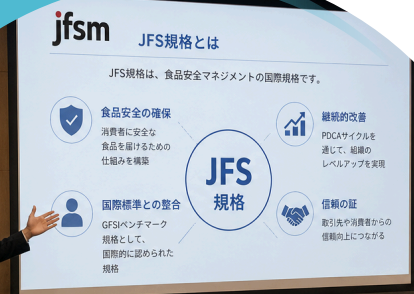 jfsm
JFS規格とは
JFS規格は、食品安全マネジメントの国際規格です。
食品安全の確保
消費者に安全な
食品を届けるための
仕組みを構築
継続的改善
PDCAサイクルを
通じて、組織の
レベルアップを実現
JFS
規格
国際標準との整合
GFSIベンチマーク
規格として、
国際的に認められた
規格
信頼の証
取引先や消費者からの
信頼向上につながる